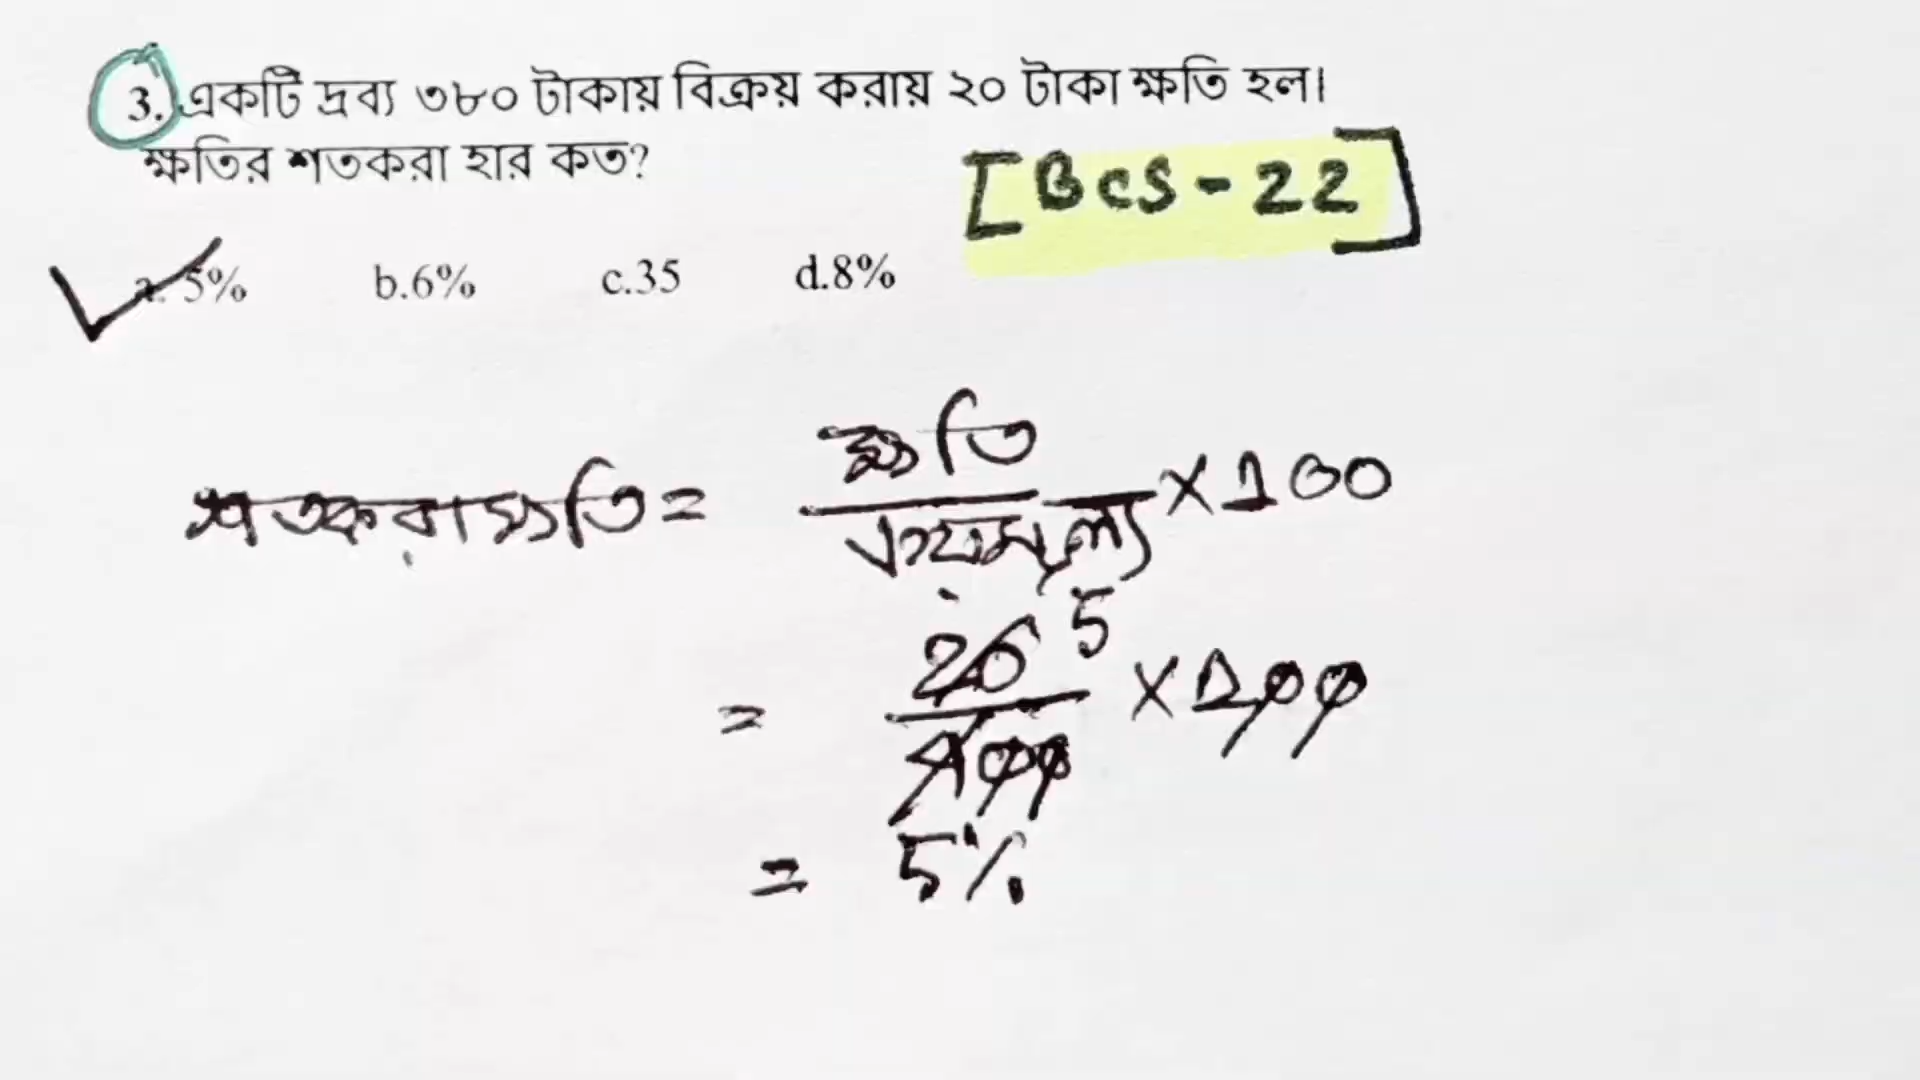 3. একটি দ্রব্য ৩৮০ টাকায় বিক্রয় করায় ২০ টাকা ক্ষতি হল।
ক্ষতির শতকরা হার কত?
[BCS-22]
a. 5% b.6% c.35 d.8%
শতকরা ক্ষতি = ক্ষতি / ক্রয়মূল্য × 100
= 20 / 400 × 100
5
= 5%